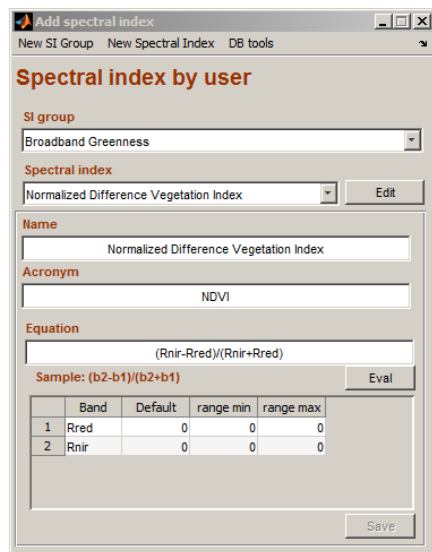 Add spectral index
New SI Group New Spectral Index DB tools
Spectral index by user
SI group
Broadband Greenness
Spectral index
Normalized Difference Vegetation Index
Edit
Name
Normalized Difference Vegetation Index
Acronym
NDVI
Equation
(Rnir-Rred)/(Rnir+Rred)
Sample: (b2-b1)/(b2+b1)
Eval
Band Default range min range max
1 Rred 0 0 0
2 Rnir 0 0 0
Save